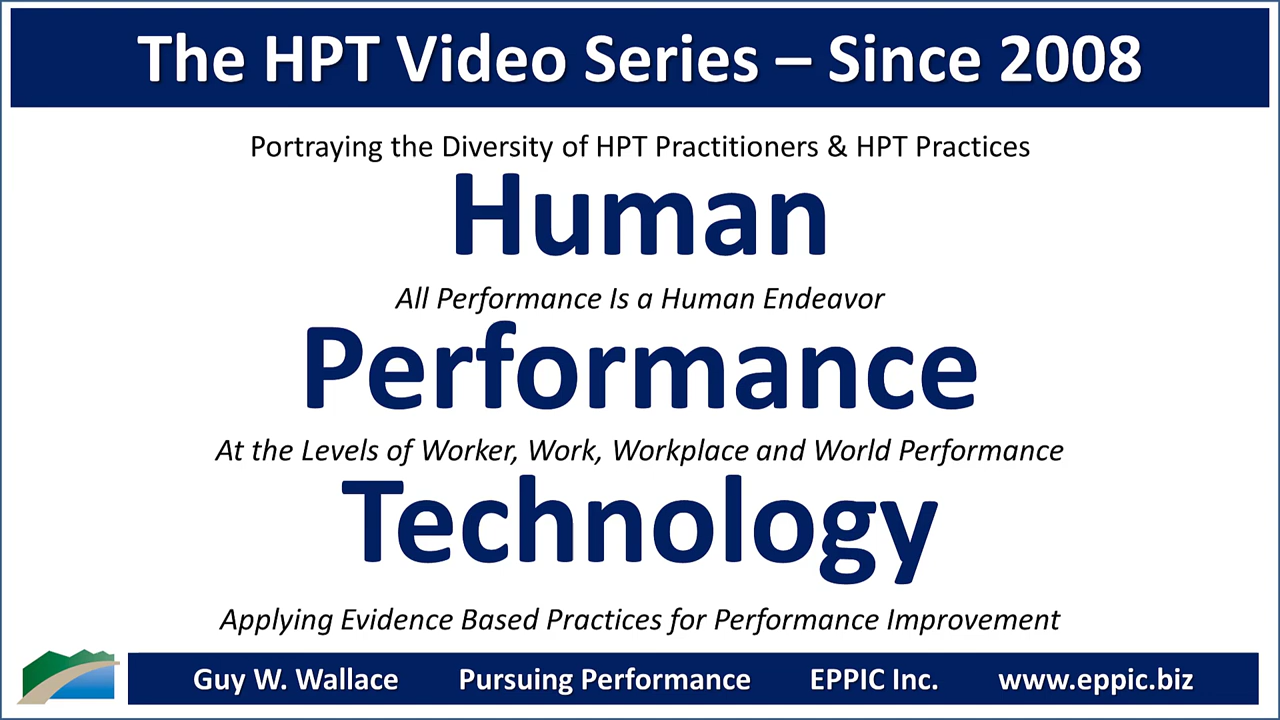 The HPT Video Series – Since 2008
Portraying the Diversity of HPT Practitioners & HPT Practices
Human
All Performance Is a Human Endeavor
Performance
At the Levels of Worker, Work, Workplace and World Performance
Technology
Applying Evidence Based Practices for Performance Improvement
Guy W. Wallace Pursuing Performance EPPIC Inc. www.eppic.biz